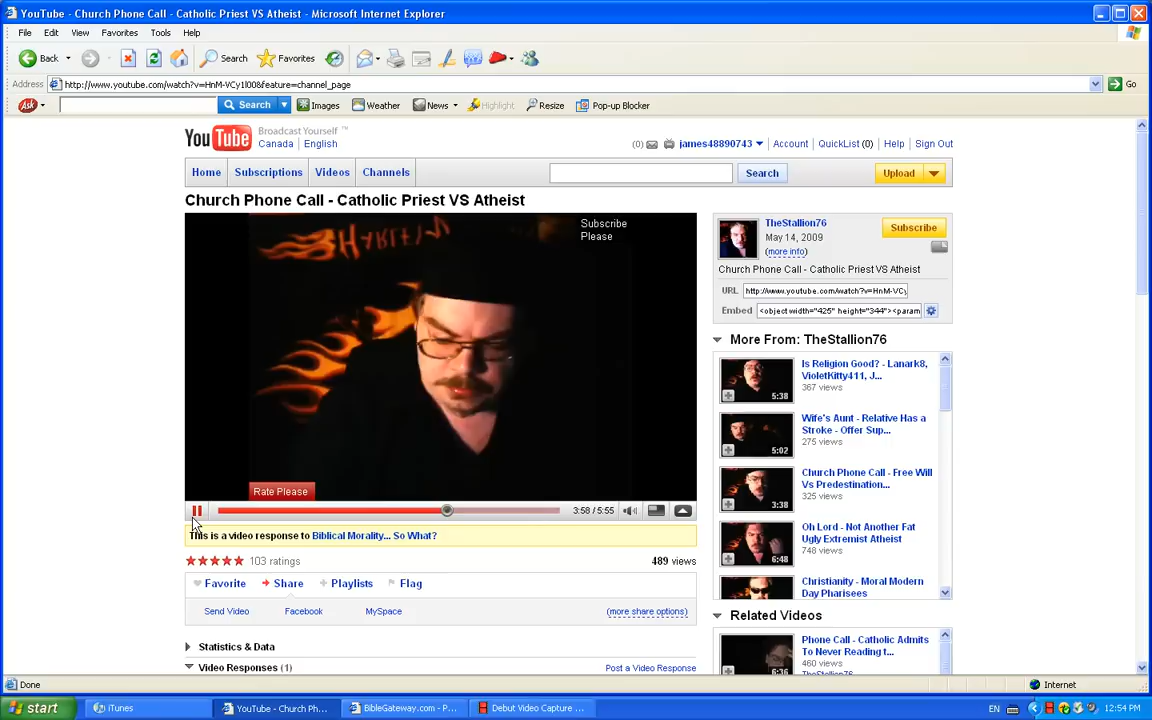 YouTube - Church Phone Call - Catholic Priest VS Atheist - Microsoft Internet Explorer
File Edit View Favorites Tools Help
Back Search Favorites
Address http://www.youtube.com/watch?v=HnM-VCy1l00&feature=channel_page Go
Ask Search Images Weather News Highlight Resize Pop-up Blocker
YouTube Broadcast Yourself ™
Canada English
(0) james48890743 Account QuickList (0) Help Sign Out
Home Subscriptions Videos Channels Search Upload
Church Phone Call - Catholic Priest VS Atheist
HARLEY
Subscribe
Please
Rate Please
3:58 / 5:55
This is a video response to Biblical Morality... So What?
103 ratings 489 views
Favorite Share Playlists Flag
Send Video Facebook MySpace (more share options)
Statistics & Data
Video Responses (1) Post a Video Response
TheStallion76
May 14, 2009
(more info)
Subscribe
Church Phone Call - Catholic Priest VS Atheist
URL http://www.youtube.com/watch?v=HnM-VCy
Embed <object width="425" height="344"><param
More From: TheStallion76
5:38
Is Religion Good? - Lanark8,
VioletKitty411, J...
367 views
5:02
Wife's Aunt - Relative Has a
Stroke - Offer Sup...
275 views
3:38
Church Phone Call - Free Will
Vs Predestination...
325 views
6:48
Oh Lord - Not Another Fat
Ugly Extremist Atheist
748 views
Christianity - Moral Modern
Day Pharisees
Related Videos
6:36
Phone Call - Catholic Admits
To Never Reading t...
460 views
TheStallion76
Done Internet
start iTunes YouTube - Church Ph... BibleGateway.com - P... Debut Video Capture ... EN 12:54 PM